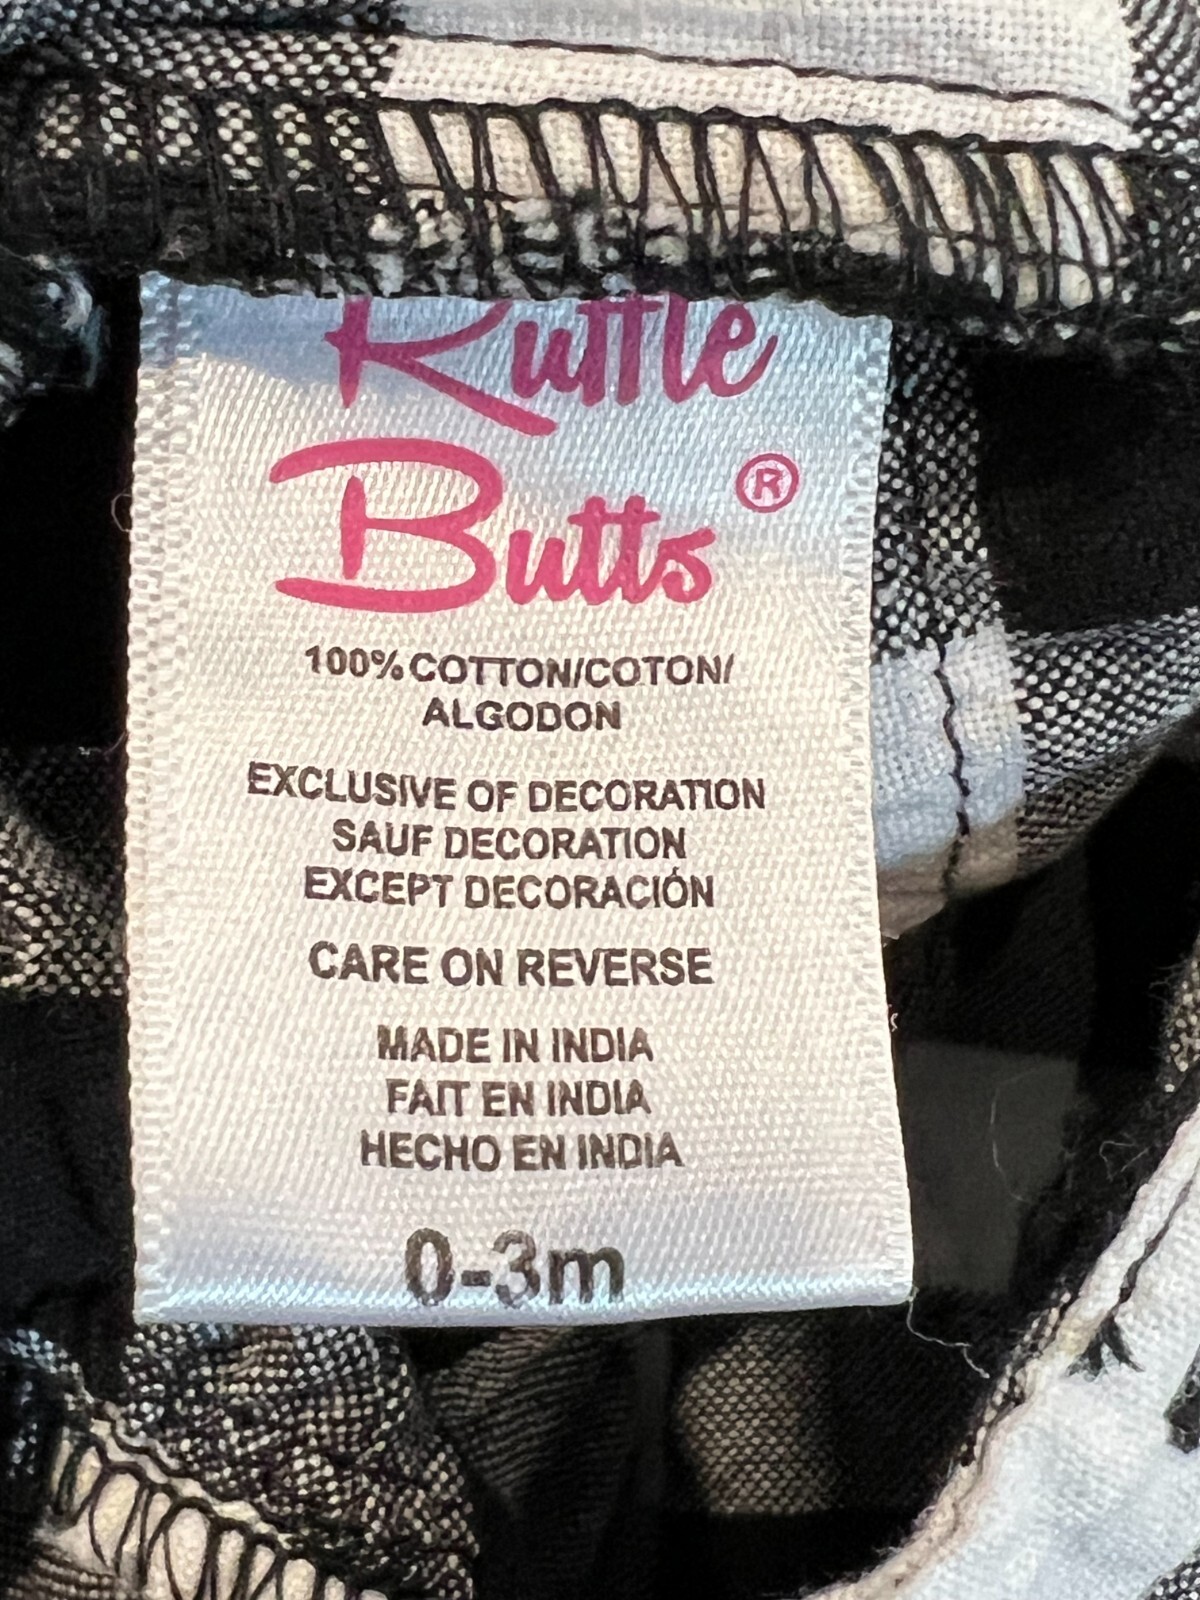 Ruffle
Butts®
100% COTTON/COTON/
ALGODON
EXCLUSIVE OF DECORATION
SAUF DECORATION
EXCEPT DECORACIÓN
CARE ON REVERSE
MADE IN INDIA
FAIT EN INDIA
HECHO EN INDIA
0-3m